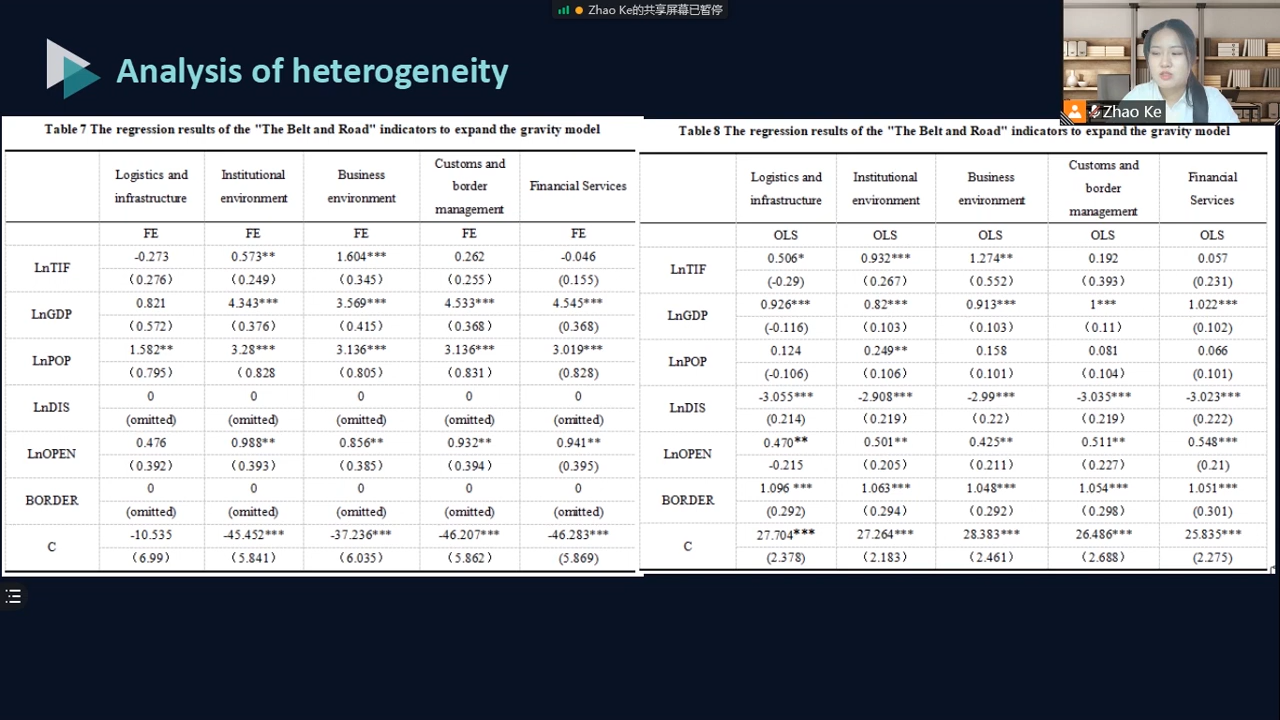 Zhao Ke的共享屏幕已暂停
Analysis of heterogeneity
Zhao Ke
Table 7 The regression results of the "The Belt and Road" indicators to expand the gravity model
Logistics and infrastructure Institutional environment Business environment Customs and border management Financial Services
FE FE FE FE FE
LnTIF -0.273 0.573** 1.604*** 0.262 -0.046
(0.276) (0.249) (0.345) (0.255) (0.155)
LnGDP 0.821 4.343*** 3.569*** 4.533*** 4.545***
(0.572) (0.376) (0.415) (0.368) (0.368)
LnPOP 1.582** 3.28*** 3.136*** 3.136*** 3.019***
(0.795) (0.828 (0.805) (0.831) (0.828)
LnDIS 0 0 0 0 0
(omitted) (omitted) (omitted) (omitted) (omitted)
LnOPEN 0.476 0.988** 0.856** 0.932** 0.941**
(0.392) (0.393) (0.385) (0.394) (0.395)
BORDER 0 0 0 0 0
(omitted) (omitted) (omitted) (omitted) (omitted)
C -10.535 -45.452*** -37.236*** -46.207*** -46.283***
(6.99) (5.841) (6.035) (5.862) (5.869)
Table 8 The regression results of the "The Belt and Road" indicators to expand the gravity model
Logistics and infrastructure Institutional environment Business environment Customs and border management Financial Services
OLS OLS OLS OLS OLS
LnTIF 0.506* 0.932*** 1.274** 0.192 0.057
(-0.29) (0.267) (0.552) (0.393) (0.231)
LnGDP 0.926*** 0.82*** 0.913*** 1*** 1.022***
(-0.116) (0.103) (0.103) (0.11) (0.102)
LnPOP 0.124 0.249** 0.158 0.081 0.066
(-0.106) (0.106) (0.101) (0.104) (0.101)
LnDIS -3.055*** -2.908*** -2.99*** -3.035*** -3.023***
(0.214) (0.219) (0.22) (0.219) (0.222)
LnOPEN 0.470** 0.501** 0.425** 0.511** 0.548***
-0.215 (0.205) (0.211) (0.227) (0.21)
BORDER 1.096 *** 1.063*** 1.048*** 1.054*** 1.051***
(0.292) (0.294) (0.292) (0.298) (0.301)
C 27.704*** 27.264*** 28.383*** 26.486*** 25.835***
(2.378) (2.183) (2.461) (2.688) (2.275)